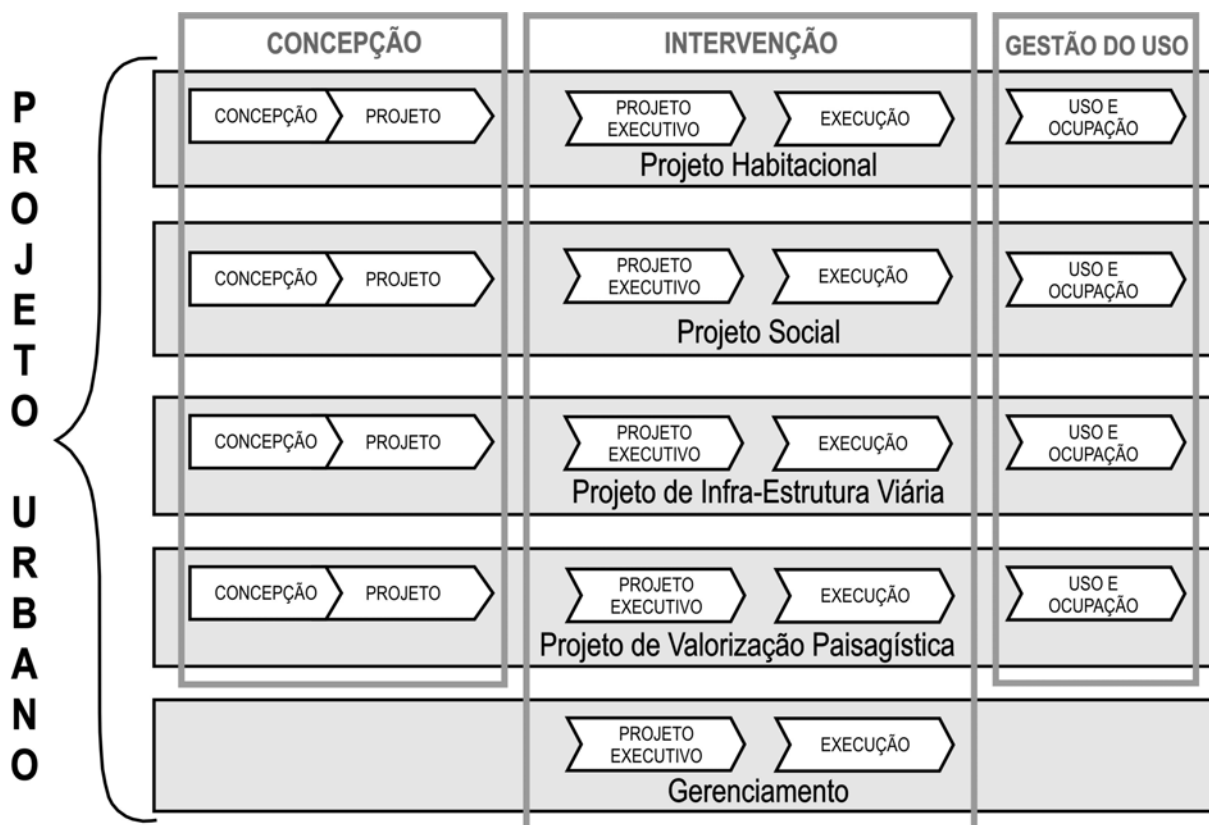 PROJETO URBANO
CONCEPÇÃO
INTERVENÇÃO
GESTÃO DO USO
CONCEPÇÃO
PROJETO
PROJETO
EXECUTIVO
EXECUÇÃO
USO E
OCUPAÇÃO
Projeto Habitacional
CONCEPÇÃO
PROJETO
PROJETO
EXECUTIVO
EXECUÇÃO
USO E
OCUPAÇÃO
Projeto Social
CONCEPÇÃO
PROJETO
PROJETO
EXECUTIVO
EXECUÇÃO
USO E
OCUPAÇÃO
Projeto de Infra-Estrutura Viária
CONCEPÇÃO
PROJETO
PROJETO
EXECUTIVO
EXECUÇÃO
USO E
OCUPAÇÃO
Projeto de Valorização Paisagística
PROJETO
EXECUTIVO
EXECUÇÃO
Gerenciamento